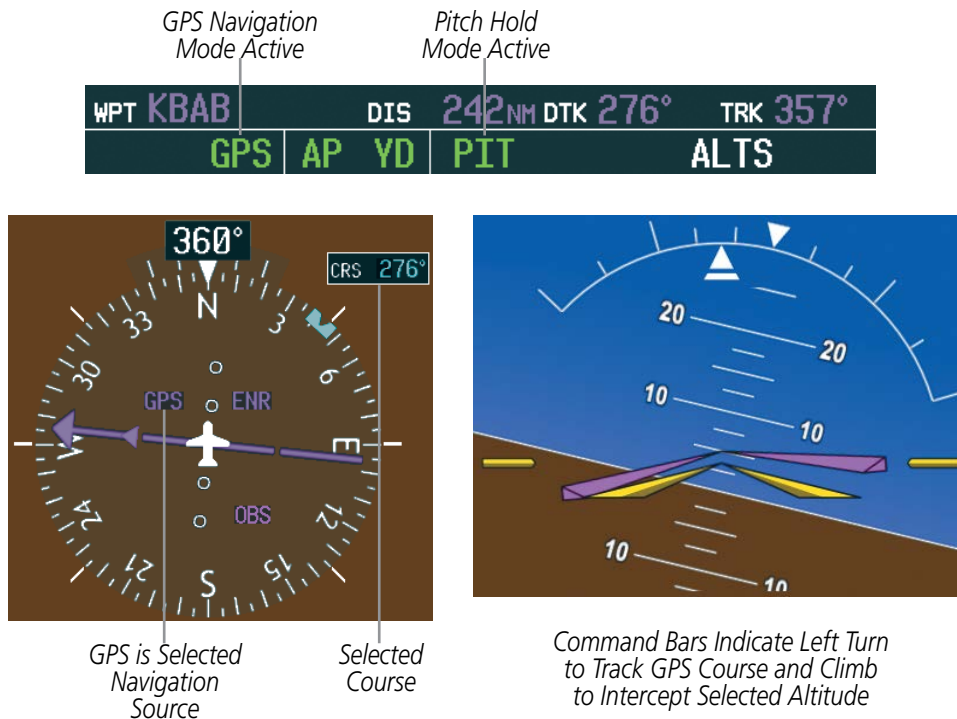 GPS Navigation
Mode Active
Pitch Hold
Mode Active
WPT KBAB DIS 242NM DTK 276° TRK 357°
GPS AP YD PIT ALTS
360°
CRS 276°
N
33
3
30
6
GPS ENR
W
E
OBS
24
12
21
15
S
20
20
10
10
10
10
GPS is Selected
Navigation
Source
Selected
Course
Command Bars Indicate Left Turn
to Track GPS Course and Climb
to Intercept Selected Altitude